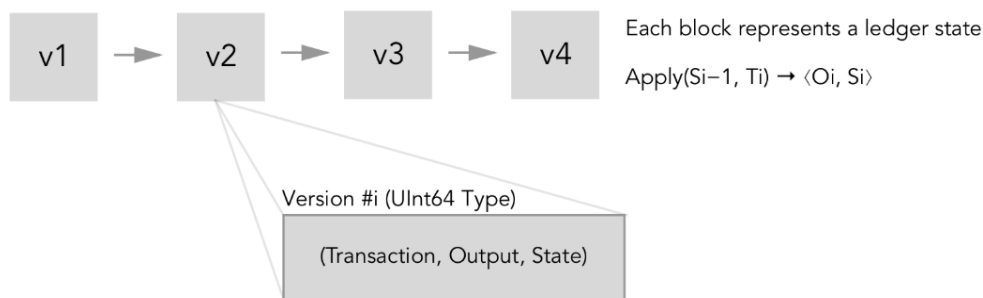 v1
v2
v3
v4
Each block represents a ledger state
Apply(Si−1, Ti) → ⟨Oi, Si⟩
Version #i (UInt64 Type)
(Transaction, Output, State)